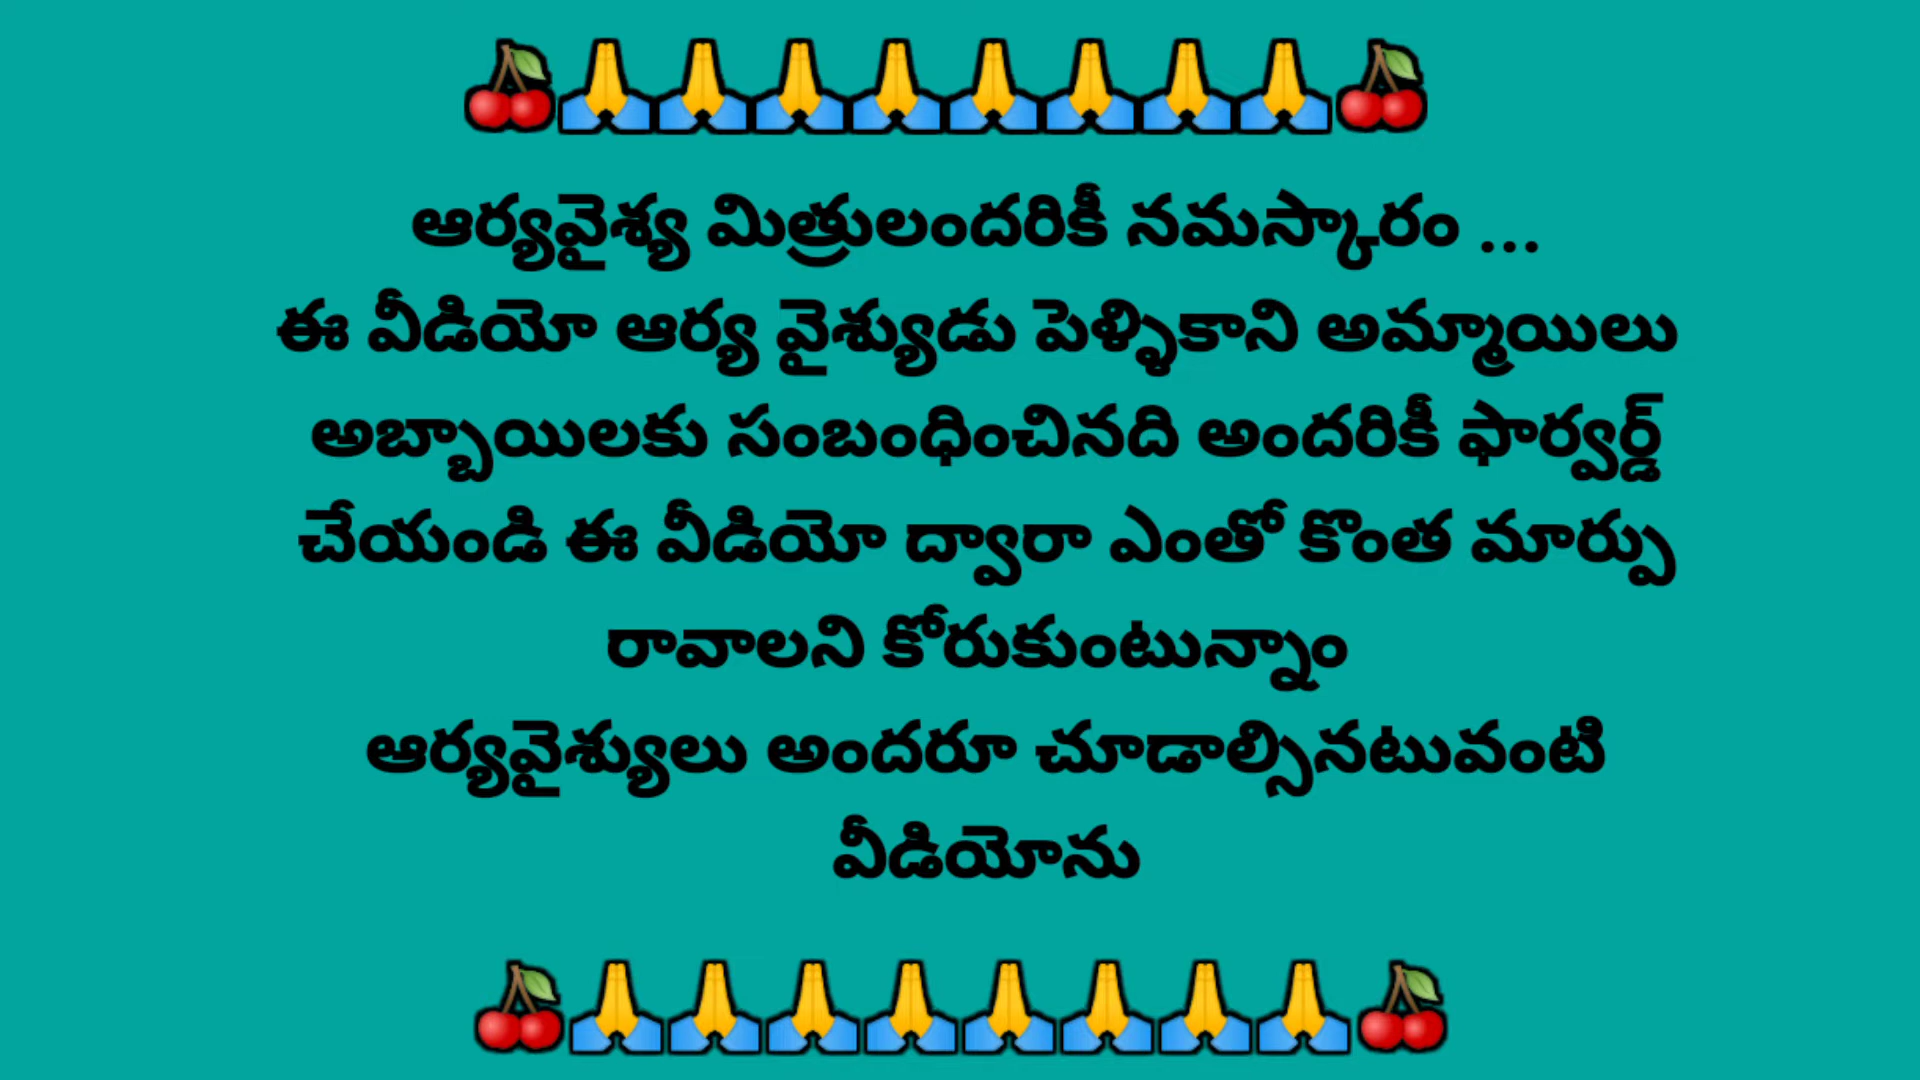 🍒🙏🙏🙏🙏🙏🙏🙏🙏🍒
ఆర్యవైశ్య మిత్రులందరికీ నమస్కారం ...
ఈ వీడియో ఆర్య వైశ్యుడు పెళ్ళికాని అమ్మాయిలు
అబ్బాయిలకు సంబంధించినది అందరికీ ఫార్వర్డ్
చేయండి ఈ వీడియో ద్వారా ఎంతో కొంత మార్పు
రావాలని కోరుకుంటున్నాం
ఆర్యవైశ్యులు అందరూ చూడాల్సినటువంటి
వీడియోను
🍒🙏🙏🙏🙏🙏🙏🙏🙏🍒